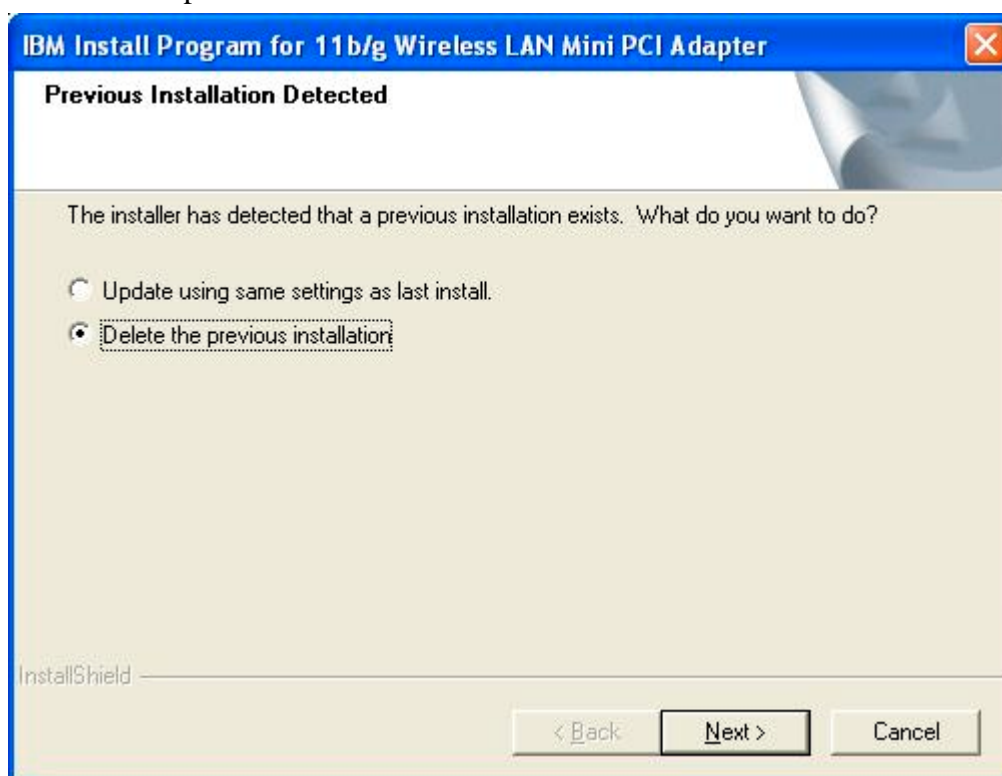 IBM Install Program for 11b/g Wireless LAN Mini PCI Adapter
Previous Installation Detected
The installer has detected that a previous installation exists.  What do you want to do?
Update using same settings as last install.
Delete the previous installation
InstallShield
< Back Next > Cancel